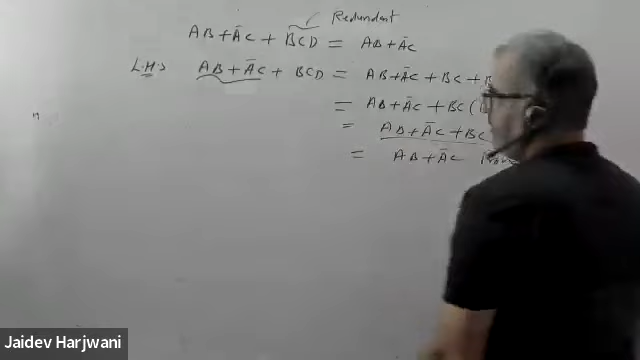 Redundant
AB + ĀC + BCD = AB + ĀC
L.H.S AB + ĀC + BCD = AB + ĀC + BC + B
= AB + ĀC + BC (
= AB + ĀC + BC
= AB + ĀC
Jaidev Harjwani